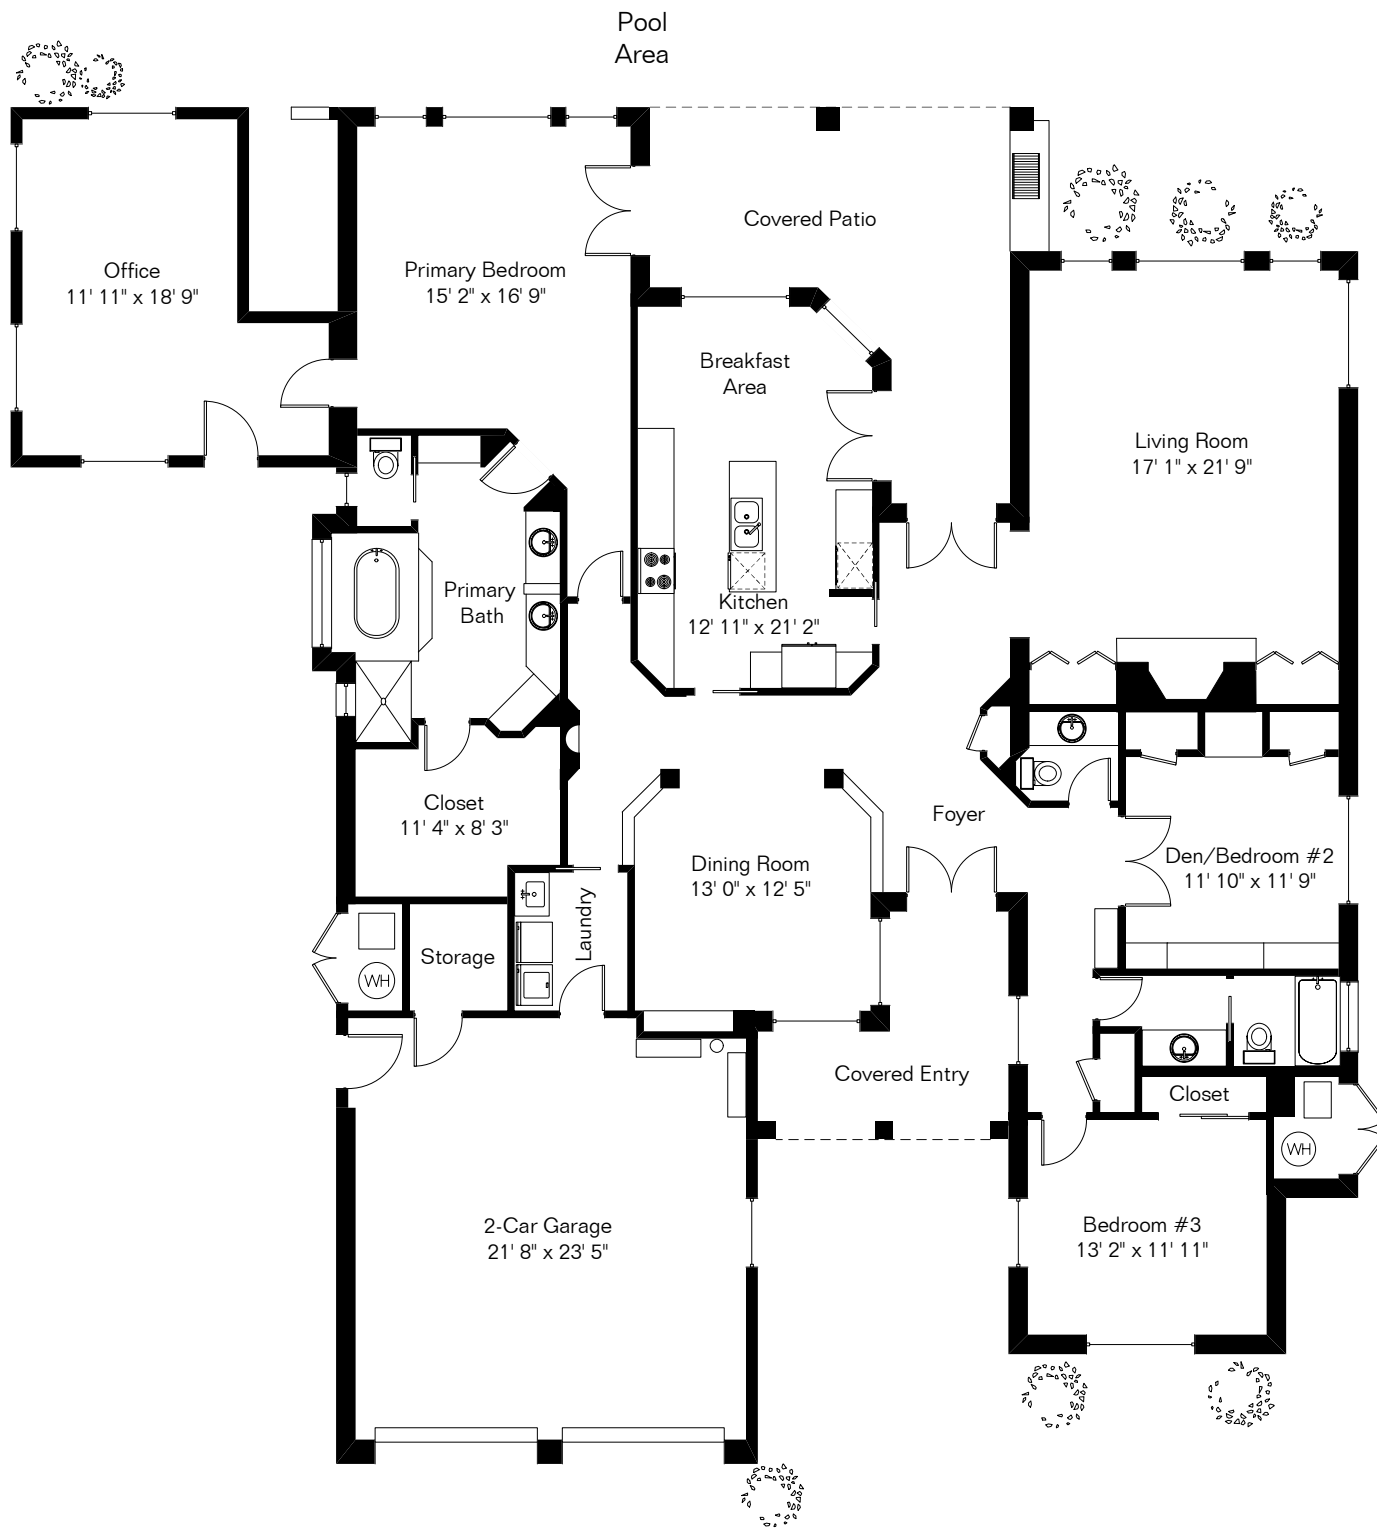 Pool
Area
Covered Patio
Office
11' 11" x 18' 9"
Primary Bedroom
15' 2" x 16' 9"
Breakfast
Area
Living Room
17' 1" x 21' 9"
Primary
Bath
Kitchen
12' 11" x 21' 2"
Closet
11' 4" x 8' 3"
Foyer
Dining Room
13' 0" x 12' 5"
Den/Bedroom #2
11' 10" x 11' 9"
Laundry
Storage
WH
Covered Entry
Closet
WH
2-Car Garage
21' 8" x 23' 5"
Bedroom #3
13' 2" x 11' 11"